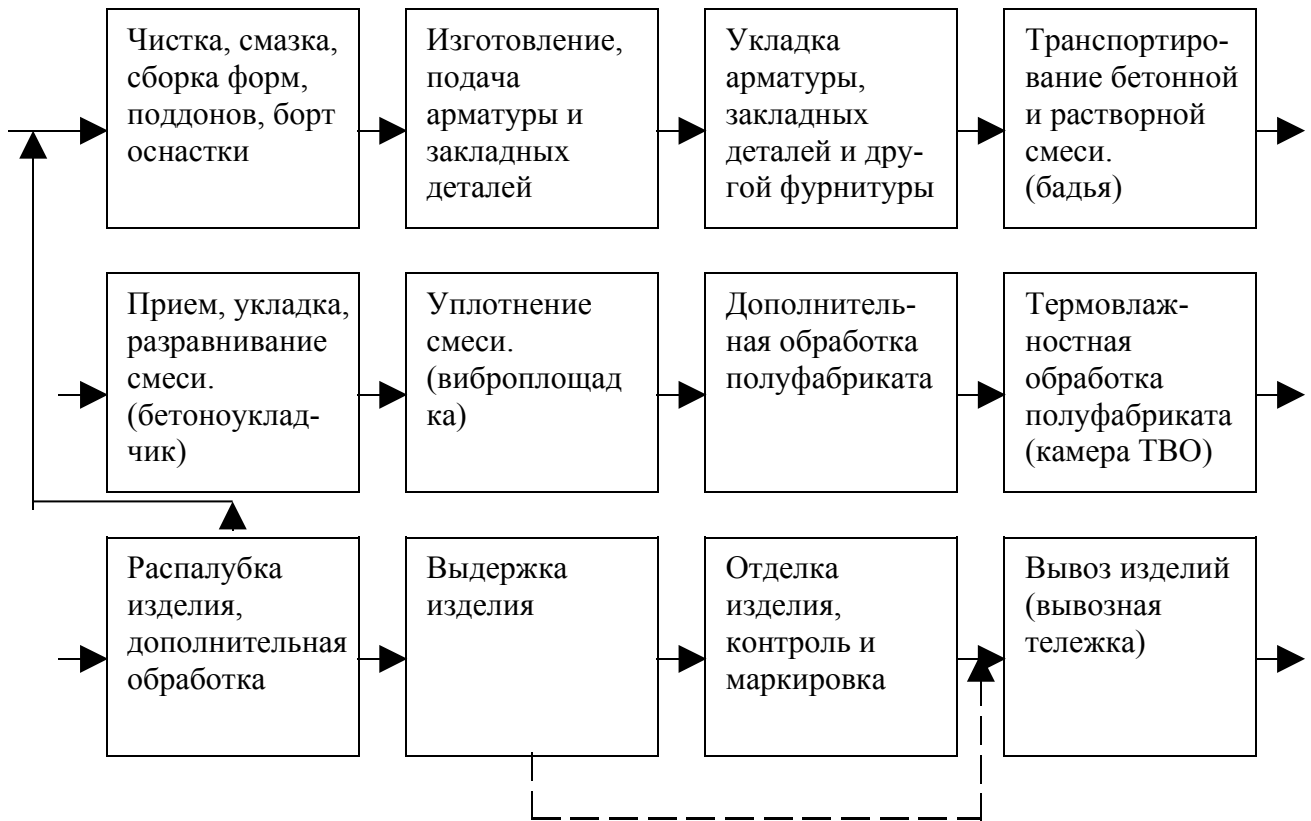 Чистка, смазка,
сборка форм,
поддонов, борт
оснастки
Изготовление,
подача
арматуры и
закладных
деталей
Укладка
арматуры,
закладных
деталей и дру-
гой фурнитуры
Транспортиро-
вание бетонной
и растворной
смеси.
(бадья)
Прием, укладка,
разравнивание
смеси.
(бетоноуклад-
чик)
Уплотнение
смеси.
(виброплощад
ка)
Дополнитель-
ная обработка
полуфабриката
Термовлаж-
ностная
обработка
полуфабриката
(камера ТВО)
Распалубка
изделия,
дополнительная
обработка
Выдержка
изделия
Отделка
изделия,
контроль и
маркировка
Вывоз изделий
(вывозная
тележка)